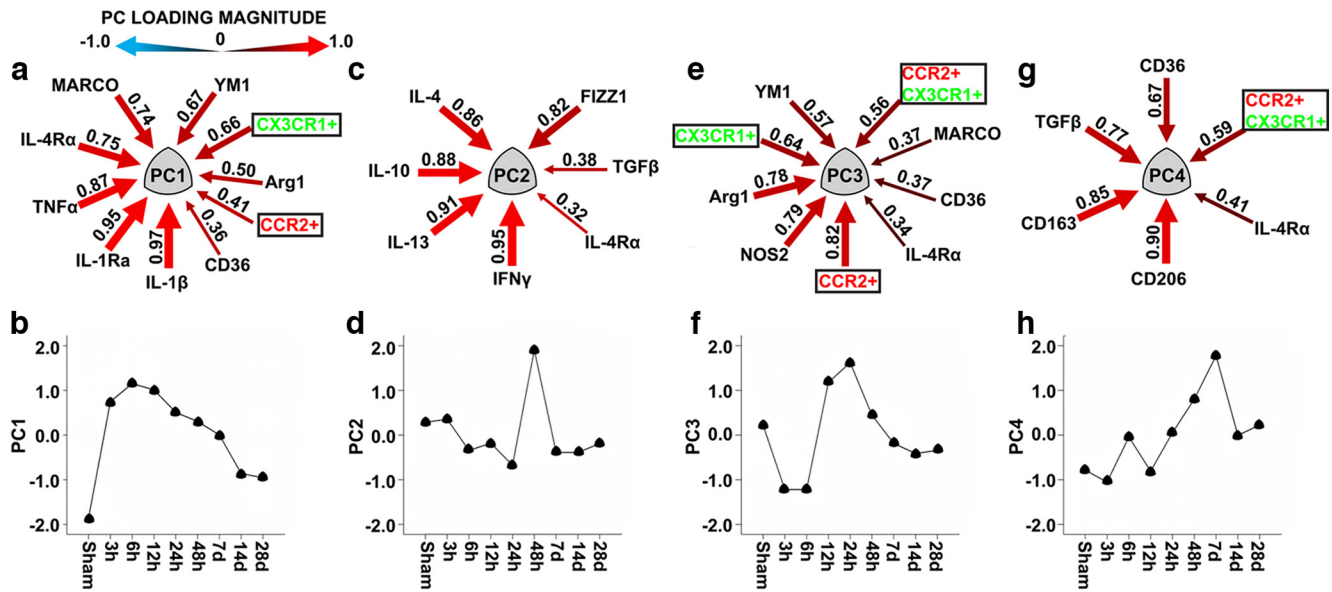 PC LOADING MAGNITUDE
-1.0 0 1.0
a
MARCO
0.74
YM1
0.67
CX3CR1+
0.66
IL-4Rα
0.75
PC1
Arg1
0.50
TNFα
0.87
CCR2+
0.41
IL-1Ra
0.95
IL-1β
0.97
CD36
0.36
c
IL-4
0.86
FIZZ1
0.82
IL-10
0.88
PC2
0.38
TGFβ
IL-13
0.91
IFNγ
0.95
IL-4Rα
0.32
e
YM1
0.57
CCR2+
CX3CR1+
0.56
CX3CR1+
0.64
MARCO
0.37
PC3
Arg1
0.78
CD36
0.37
NOS2
0.79
CCR2+
0.82
IL-4Rα
0.34
g
CD36
0.67
CCR2+
CX3CR1+
0.59
TGFβ
0.77
PC4
CD163
0.85
CD206
0.90
IL-4Rα
0.41
b
PC1
2.0
1.0
0.0
-1.0
-2.0
Sham 3h 6h 12h 24h 48h 7d 14d 28d
d
PC2
2.0
1.0
0.0
-1.0
-2.0
Sham 3h 6h 12h 24h 48h 7d 14d 28d
f
PC3
2.0
1.0
0.0
-1.0
-2.0
Sham 3h 6h 12h 24h 48h 7d 14d 28d
h
PC4
2.0
1.0
0.0
-1.0
-2.0
Sham 3h 6h 12h 24h 48h 7d 14d 28d